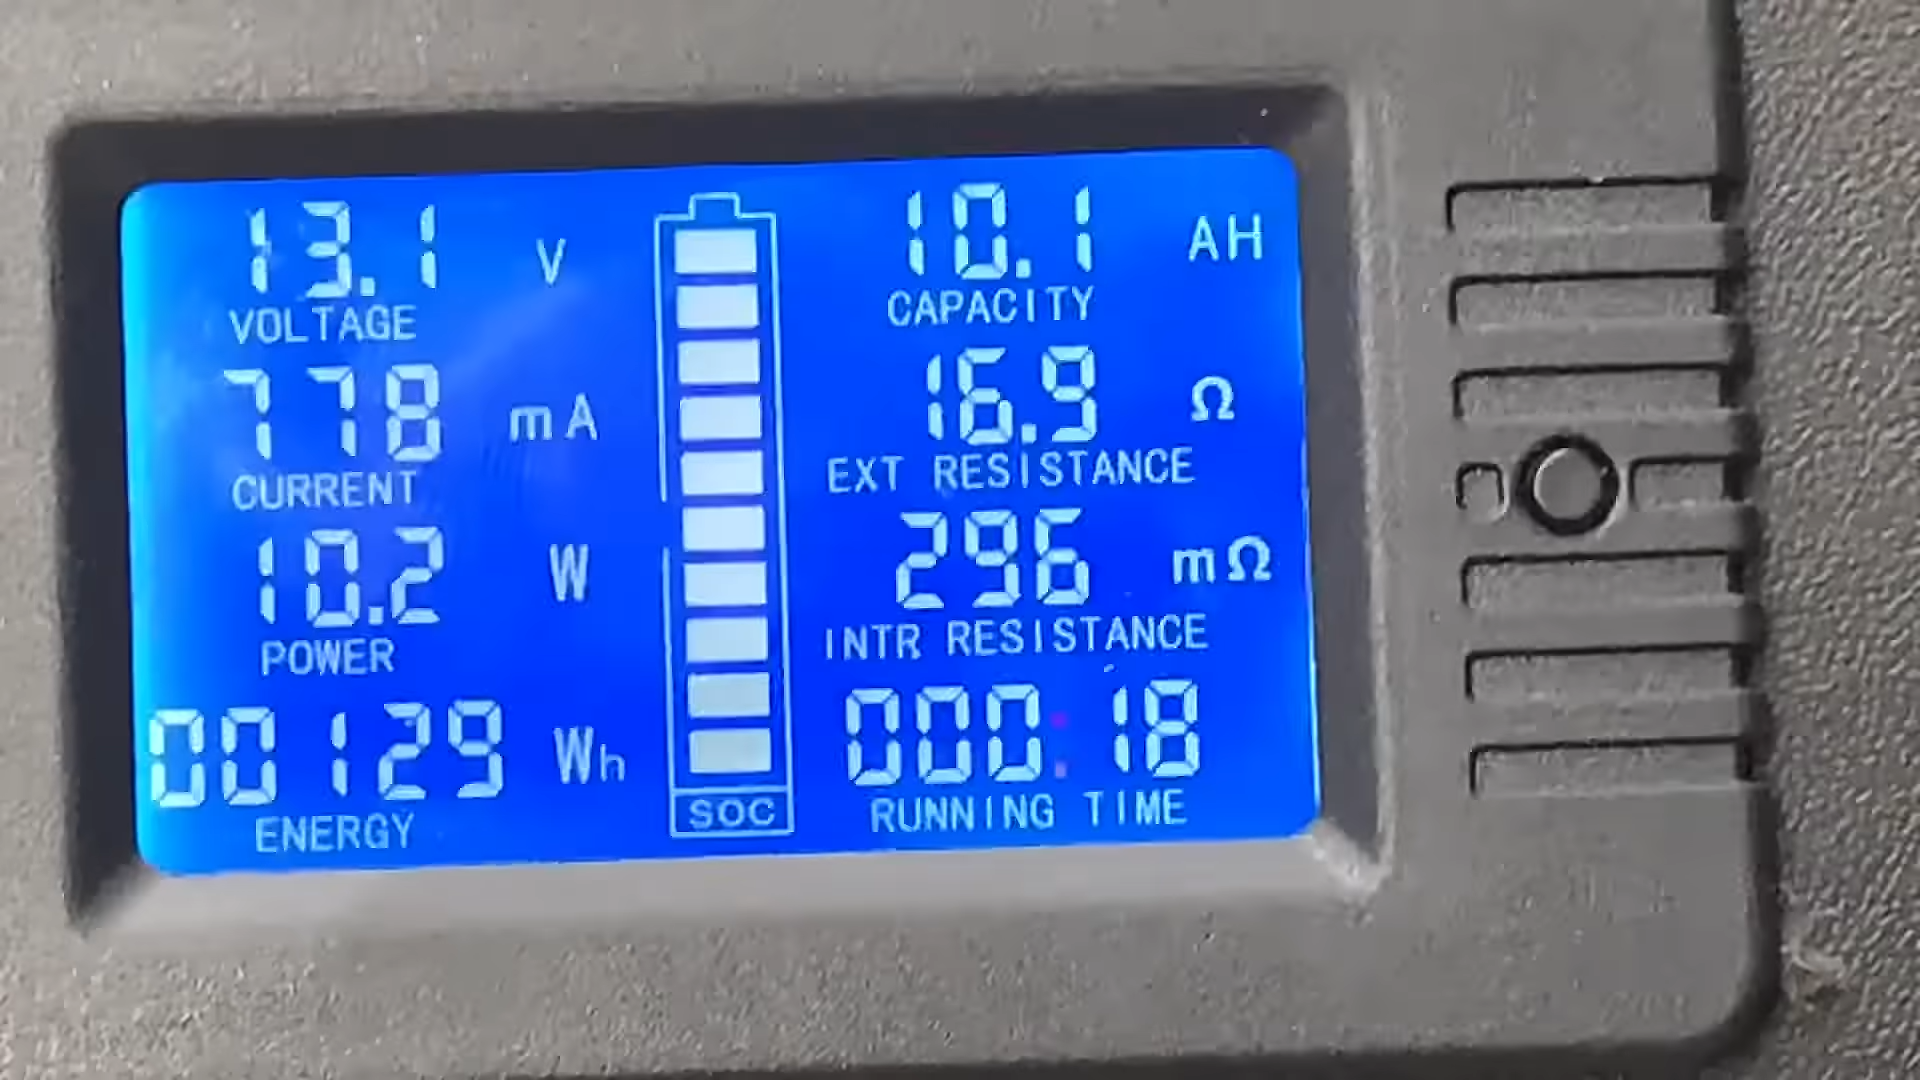 13.1 V
VOLTAGE
778 mA
CURRENT
10.2 W
POWER
00129 Wh
ENERGY
SOC
10.1 AH
CAPACITY
16.9 Ω
EXT RESISTANCE
296 mΩ
INTR RESISTANCE
000:18
RUNNING TIME